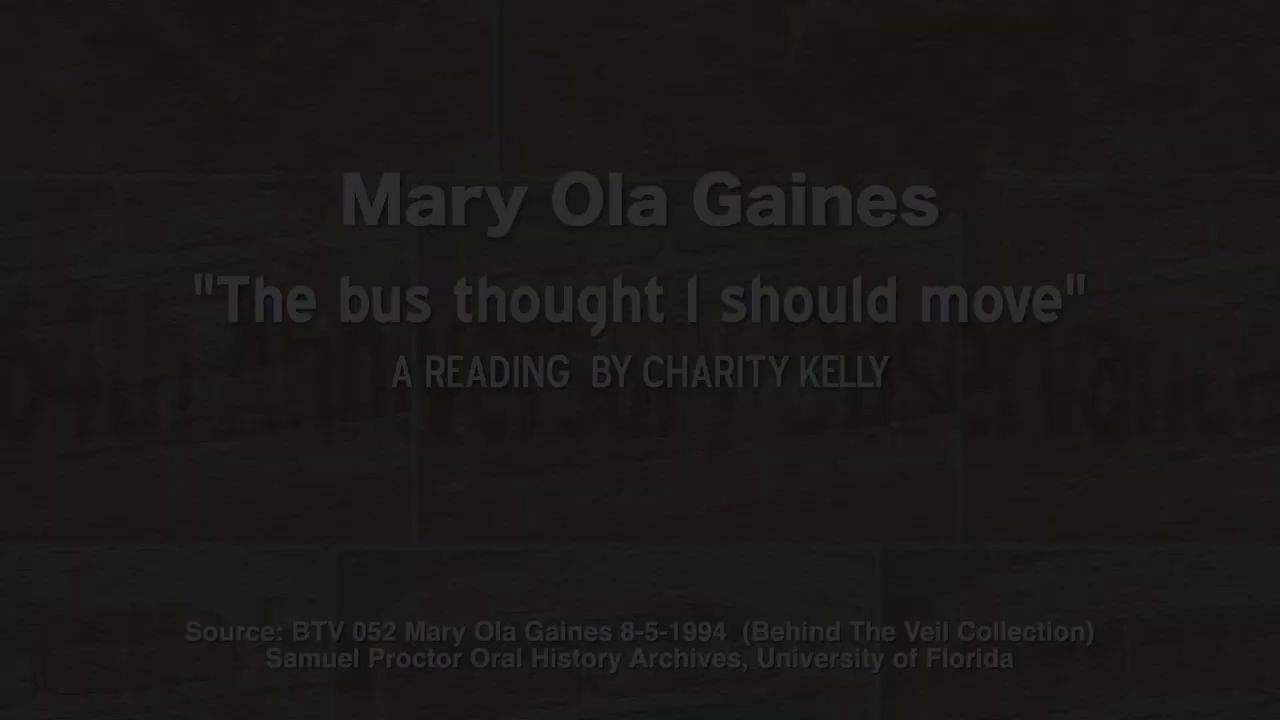 Mary Ola Gaines
"The bus thought I should move"
A READING BY CHARITY KELLY
Source: BTV 052 Mary Ola Gaines 8-5-1994 (Behind The Veil Collection)
Samuel Proctor Oral History Archives, University of Florida